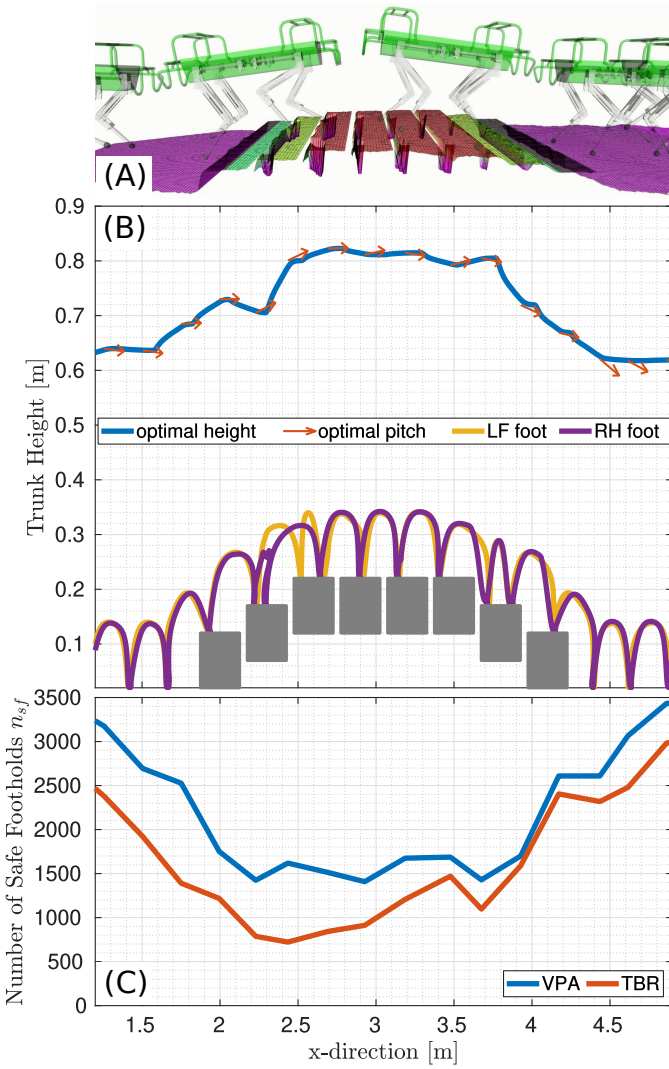 (A)
0.9
(B)
0.8
0.7
0.6
0.5
Trunk Height [m]
optimal height optimal pitch LF foot RH foot
0.4
0.3
0.2
0.1
3500
3000
2500
2000
1500
1000
500
0
Number of Safe Footholds n_{sf}
(C)
VPA TBR
1.5 2 2.5 3 3.5 4 4.5
x-direction [m]